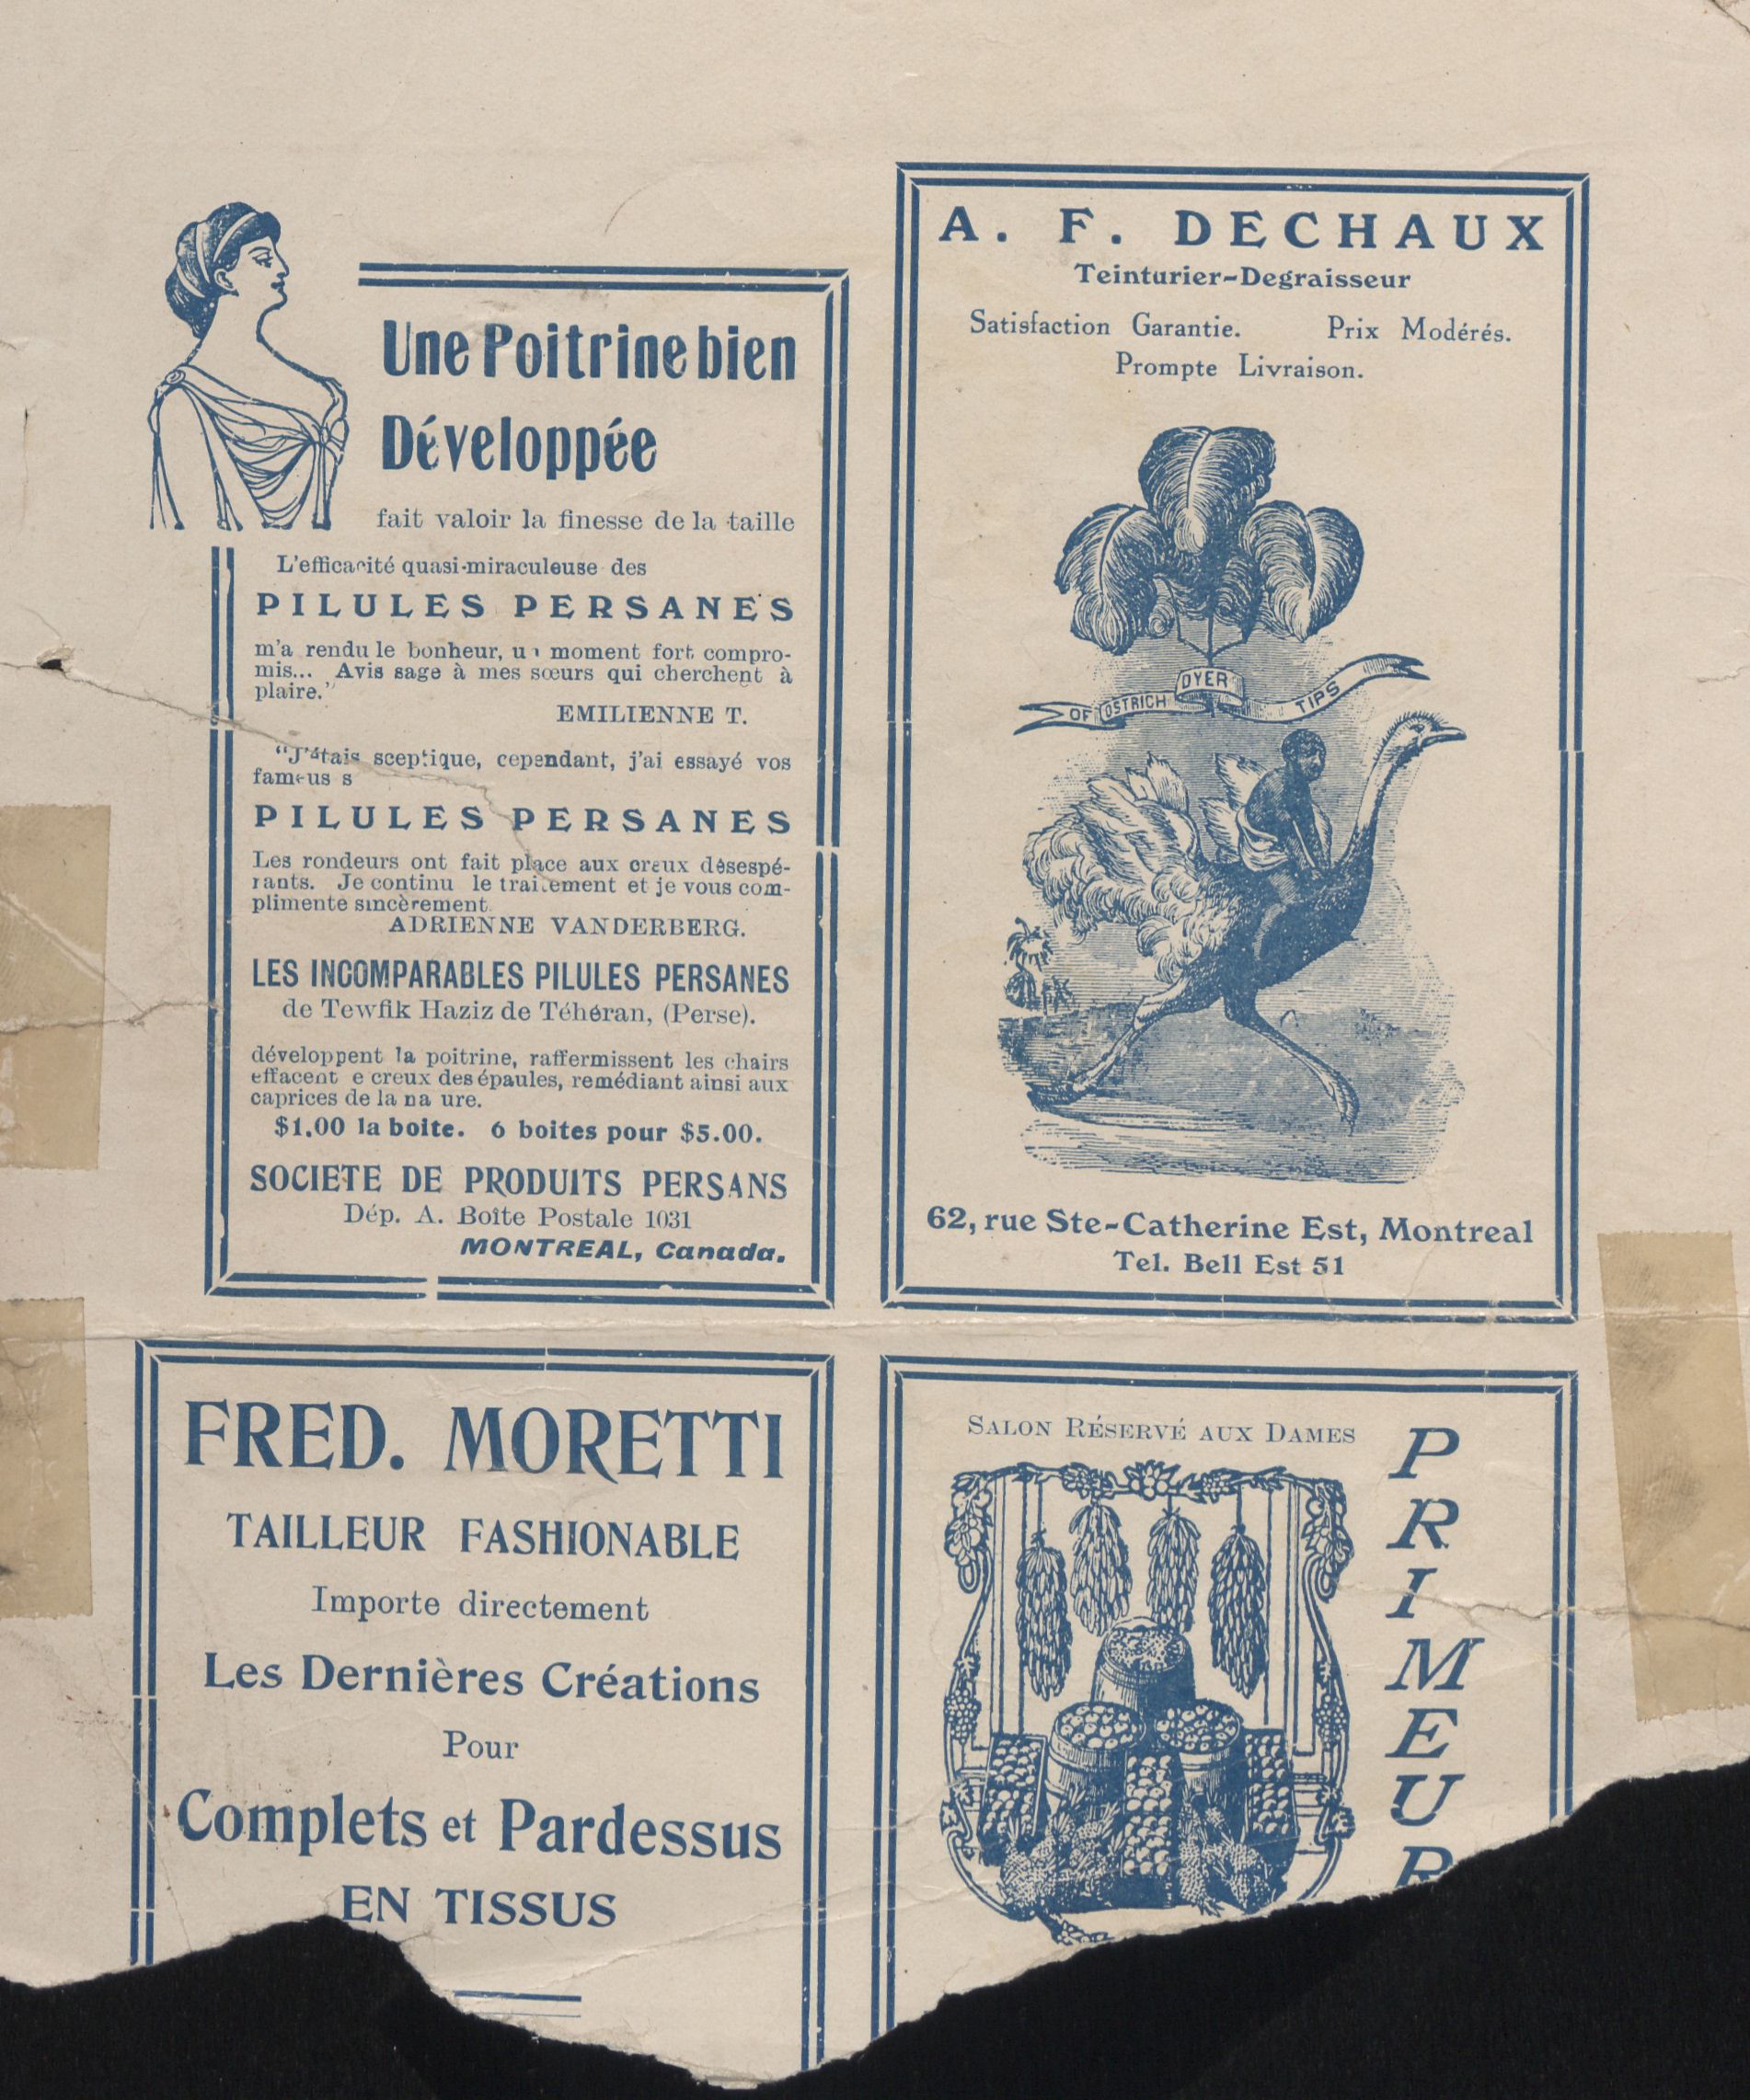 Une Poitrine bien
Développée
fait valoir la finesse de la taille
L'efficacité quasi-miraculeuse des
PILULES PERSANES
m'a rendu le bonheur, u moment fort compro-
mis... Avis sage à mes sœurs qui cherchent à
plaire."
EMILIENNE T.
"J'étais sceptique, cependant, j'ai essayé vos
fameus s
PILULES PERSANES
Les rondeurs ont fait place aux creux désespé-
rants. Je continu le traitement et je vous com-
plimente sincèrement
ADRIENNE VANDERBERG.
LES INCOMPARABLES PILULES PERSANES
de Tewfik Haziz de Téhéran, (Perse).
développent la poitrine, raffermissent les chairs
effacent e creux des épaules, remédiant ainsi aux
caprices de la na ure.
$1.00 la boite. 6 boites pour $5.00.
SOCIETE DE PRODUITS PERSANS
Dép. A. Boîte Postale 1031
MONTREAL, Canada.
A. F. DECHAUX
Teinturier-Degraisseur
Satisfaction Garantie. Prix Modérés.
Prompte Livraison.
DYER
OF OSTRICH TIPS
62, rue Ste-Catherine Est, Montreal
Tel. Bell Est 51
FRED. MORETTI
TAILLEUR FASHIONABLE
Importe directement
Les Dernières Créations
Pour
Complets et Pardessus
EN TISSUS
SALON RÉSERVÉ AUX DAMES
PRIMEUR